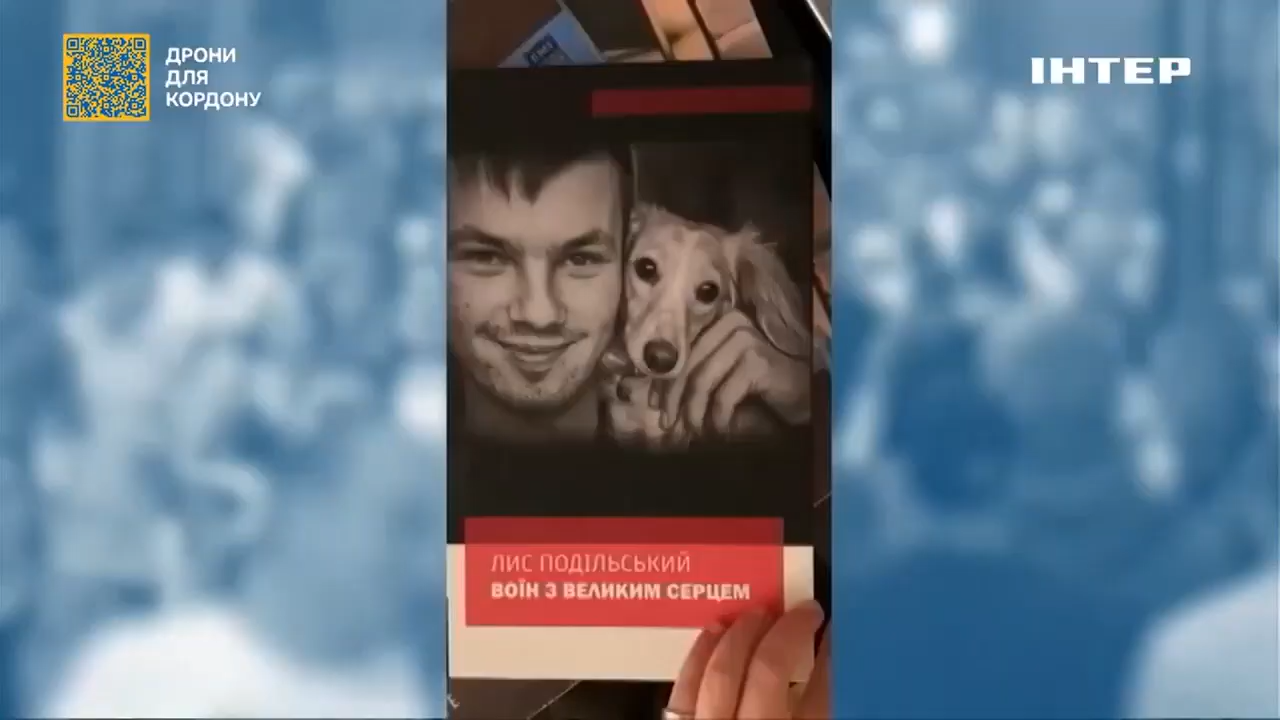 ДРОНИ
ДЛЯ
КОРДОНУ
ІНТЕР
ЛИС ПОДІЛЬСЬКИЙ
ВОЇН З ВЕЛИКИМ СЕРЦЕМ